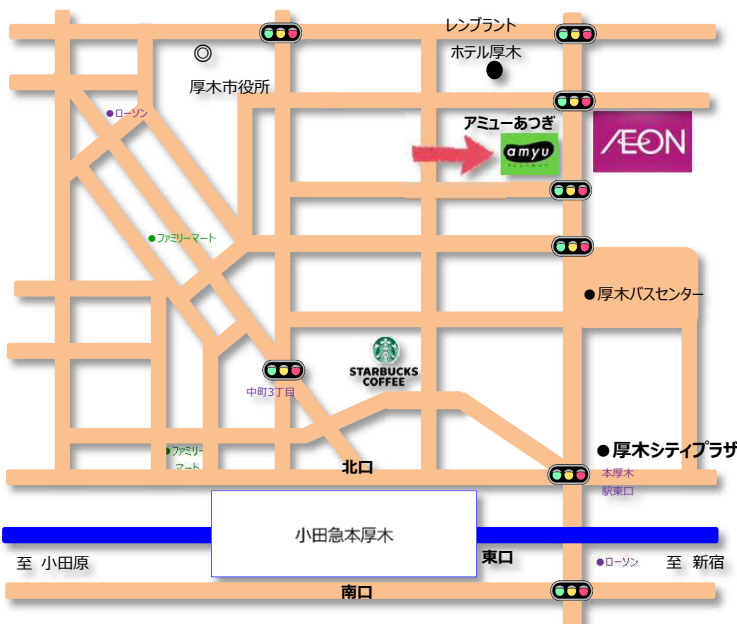 レンブラント
ホテル厚木
◎
厚木市役所
●ローソン
アミューあつぎ
amyu
ÆON
●ファミリーマート
●厚木バスセンター
STARBUCKS
COFFEE
中町3丁目
●ファミリー
マート
●厚木シティプラザ
北口
本厚木
駅東口
小田急本厚木
東口
至 小田原
●ローソン
至 新宿
南口